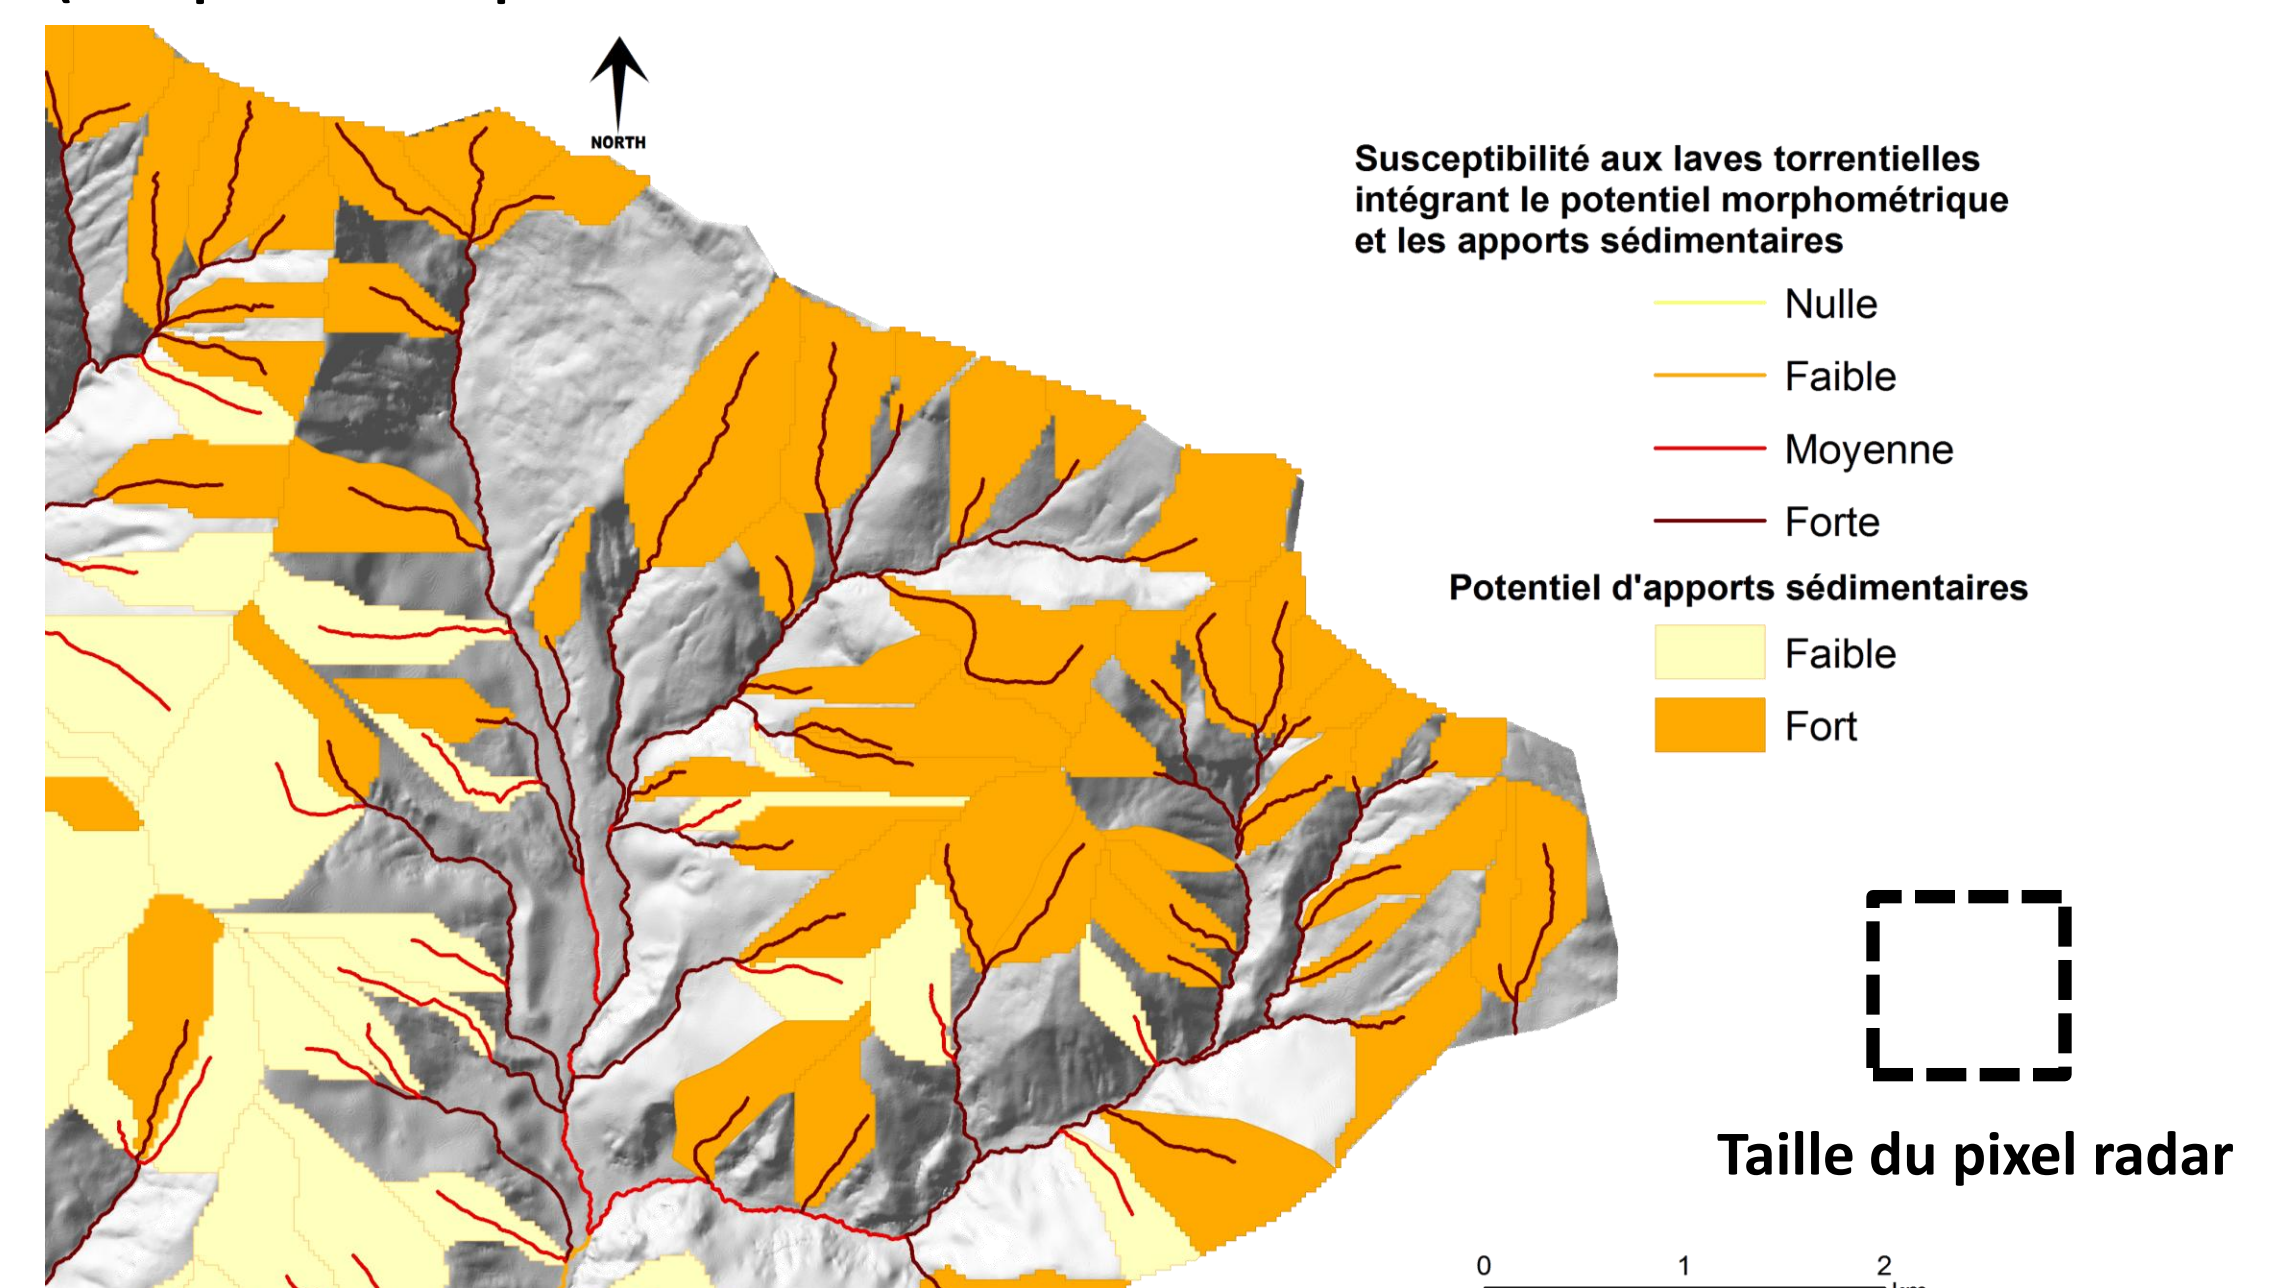 NORTH
Susceptibilité aux laves torrentielles
intégrant le potentiel morphométrique
et les apports sédimentaires
Nulle
Faible
Moyenne
Forte
Potentiel d'apports sédimentaires
Faible
Fort
Taille du pixel radar
0 1 2